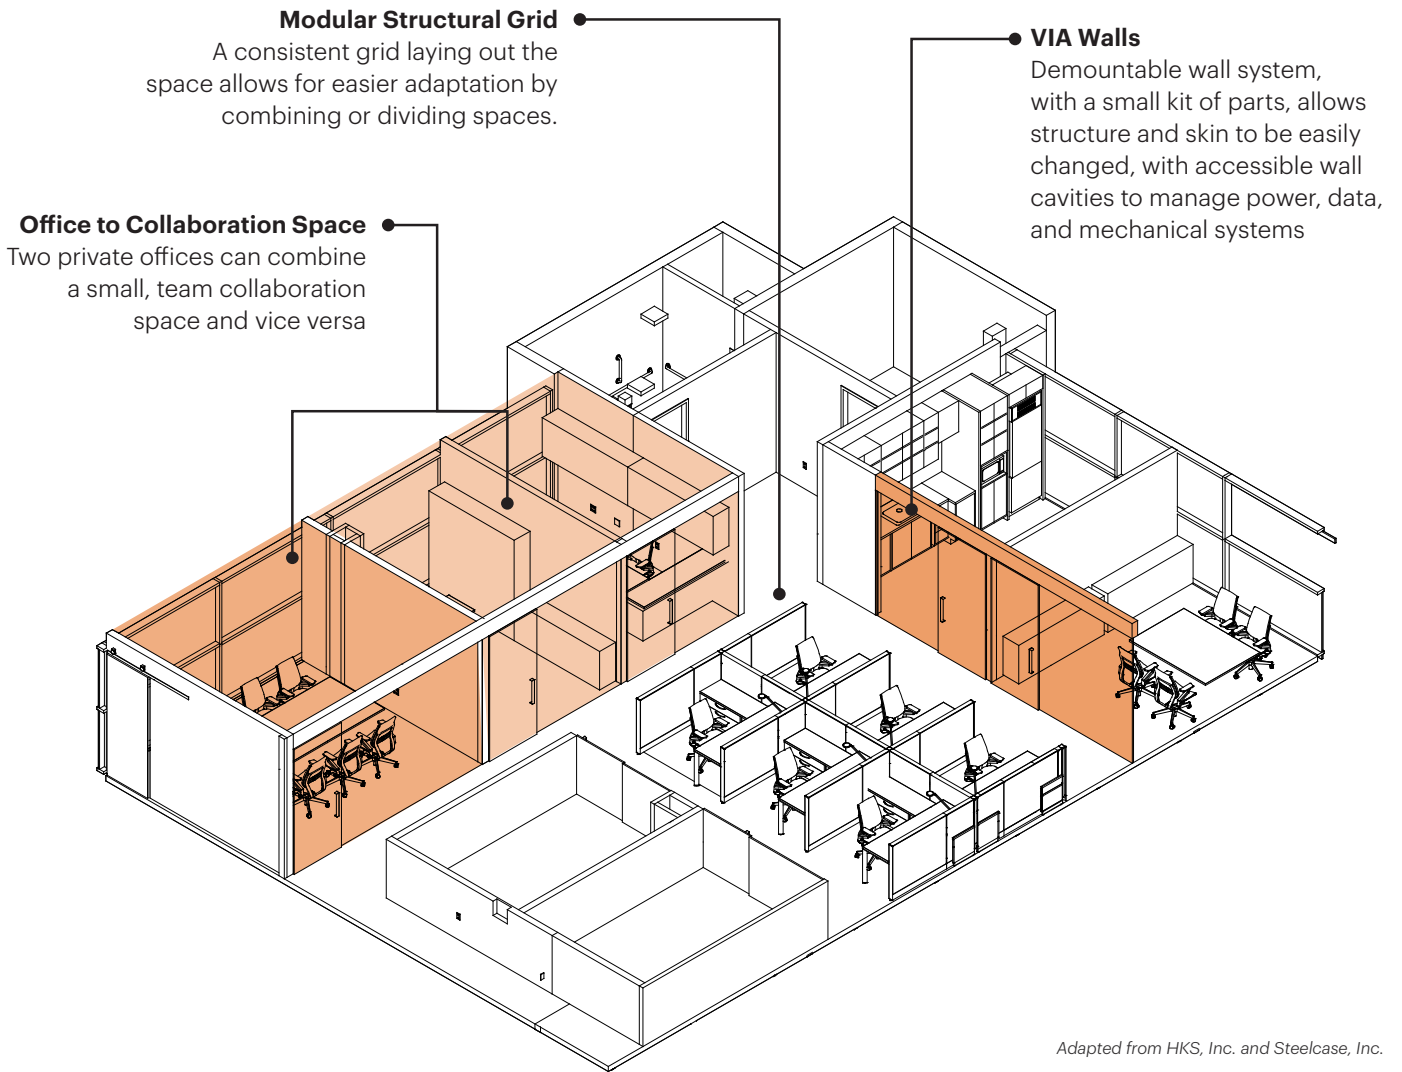 Modular Structural Grid
A consistent grid laying out the
space allows for easier adaptation by
combining or dividing spaces.
VIA Walls
Demountable wall system,
with a small kit of parts, allows
structure and skin to be easily
changed, with accessible wall
cavities to manage power, data,
and mechanical systems
Office to Collaboration Space
Two private offices can combine
a small, team collaboration
space and vice versa
Adapted from HKS, Inc. and Steelcase, Inc.